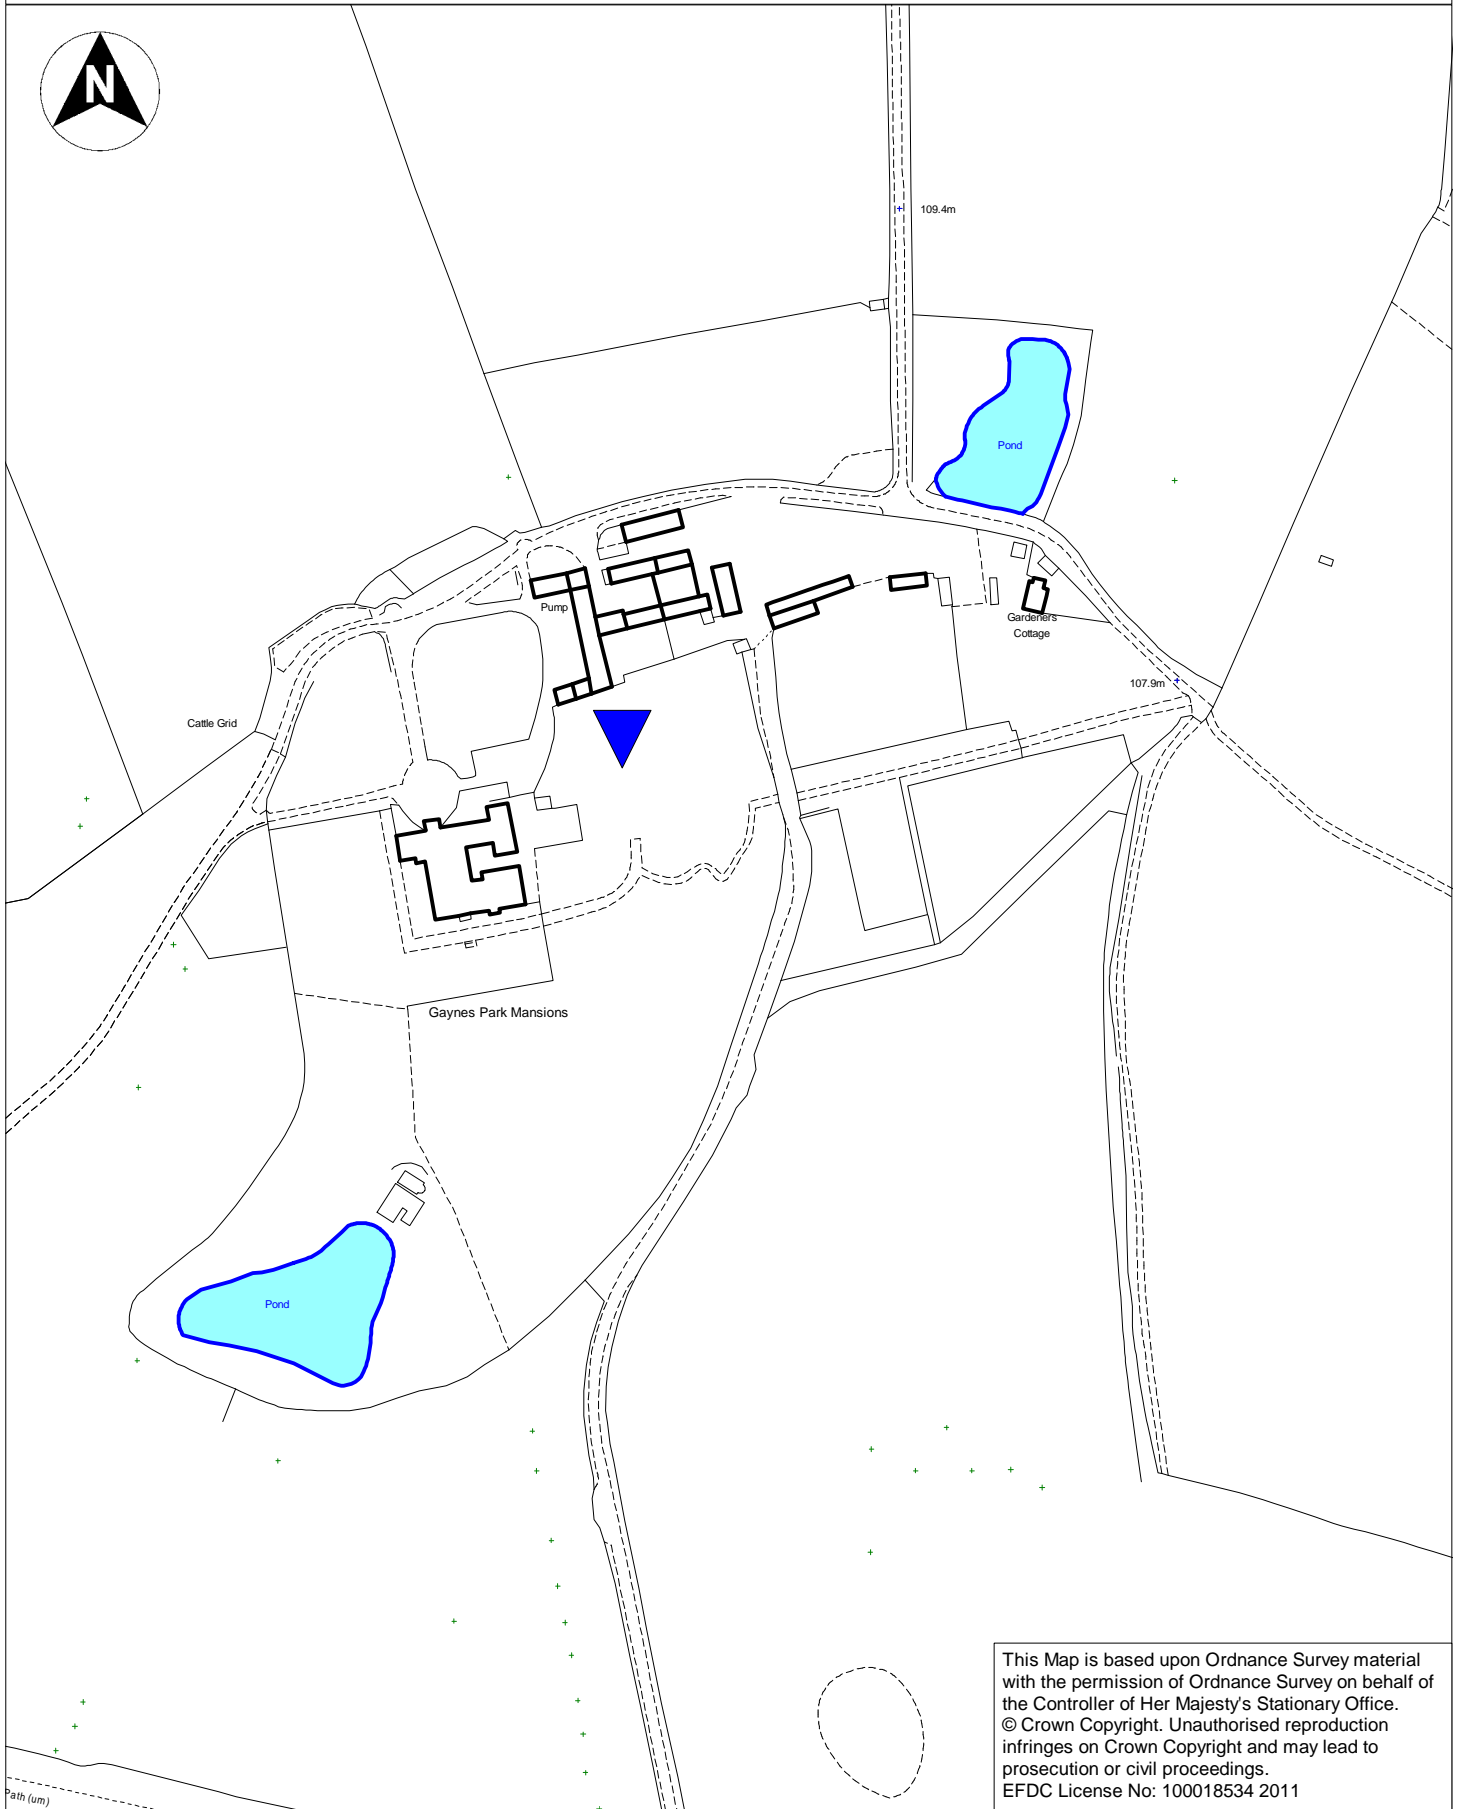 N
109.4m
Pond
Pump
Gardeners
Cottage
107.9m
Cattle Grid
Gaynes Park Mansions
Pond
Path (um)
This Map is based upon Ordnance Survey material
with the permission of Ordnance Survey on behalf of
the Controller of Her Majesty's Stationary Office.
© Crown Copyright. Unauthorised reproduction
infringes on Crown Copyright and may lead to
prosecution or civil proceedings.
EFDC License No: 100018534 2011